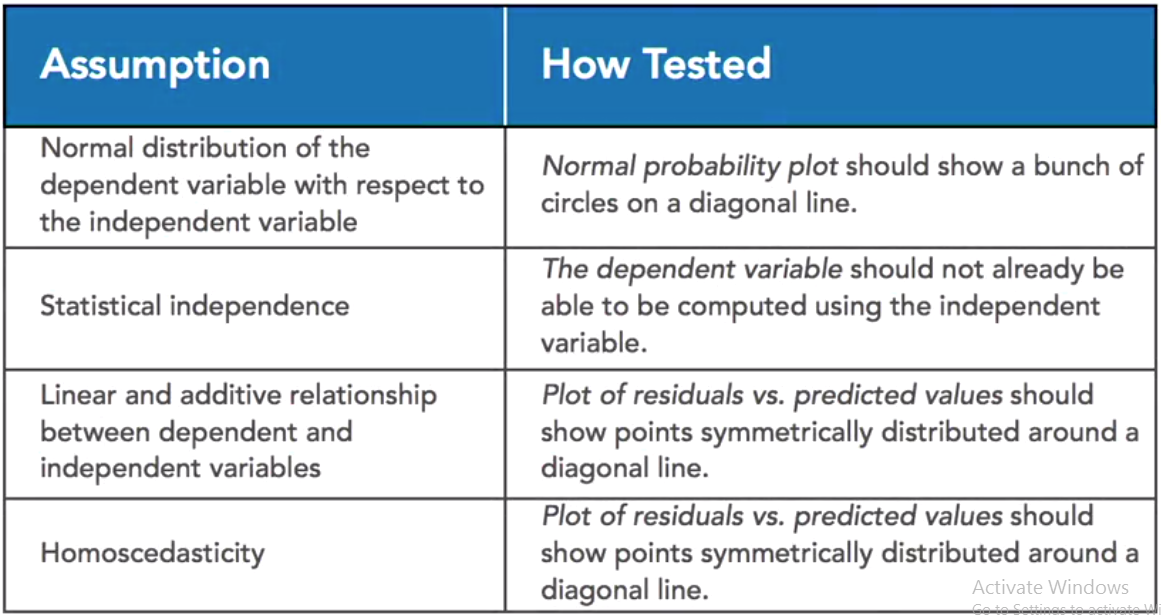 Assumption
How Tested
Normal distribution of the
dependent variable with respect to
the independent variable
Normal probability plot should show a bunch of
circles on a diagonal line.
Statistical independence
The dependent variable should not already be
able to be computed using the independent
variable.
Linear and additive relationship
between dependent and
independent variables
Plot of residuals vs. predicted values should
show points symmetrically distributed around a
diagonal line.
Homoscedasticity
Plot of residuals vs. predicted values should
show points symmetrically distributed around a
diagonal line.
Activate Windows
Go to Settings to activate W